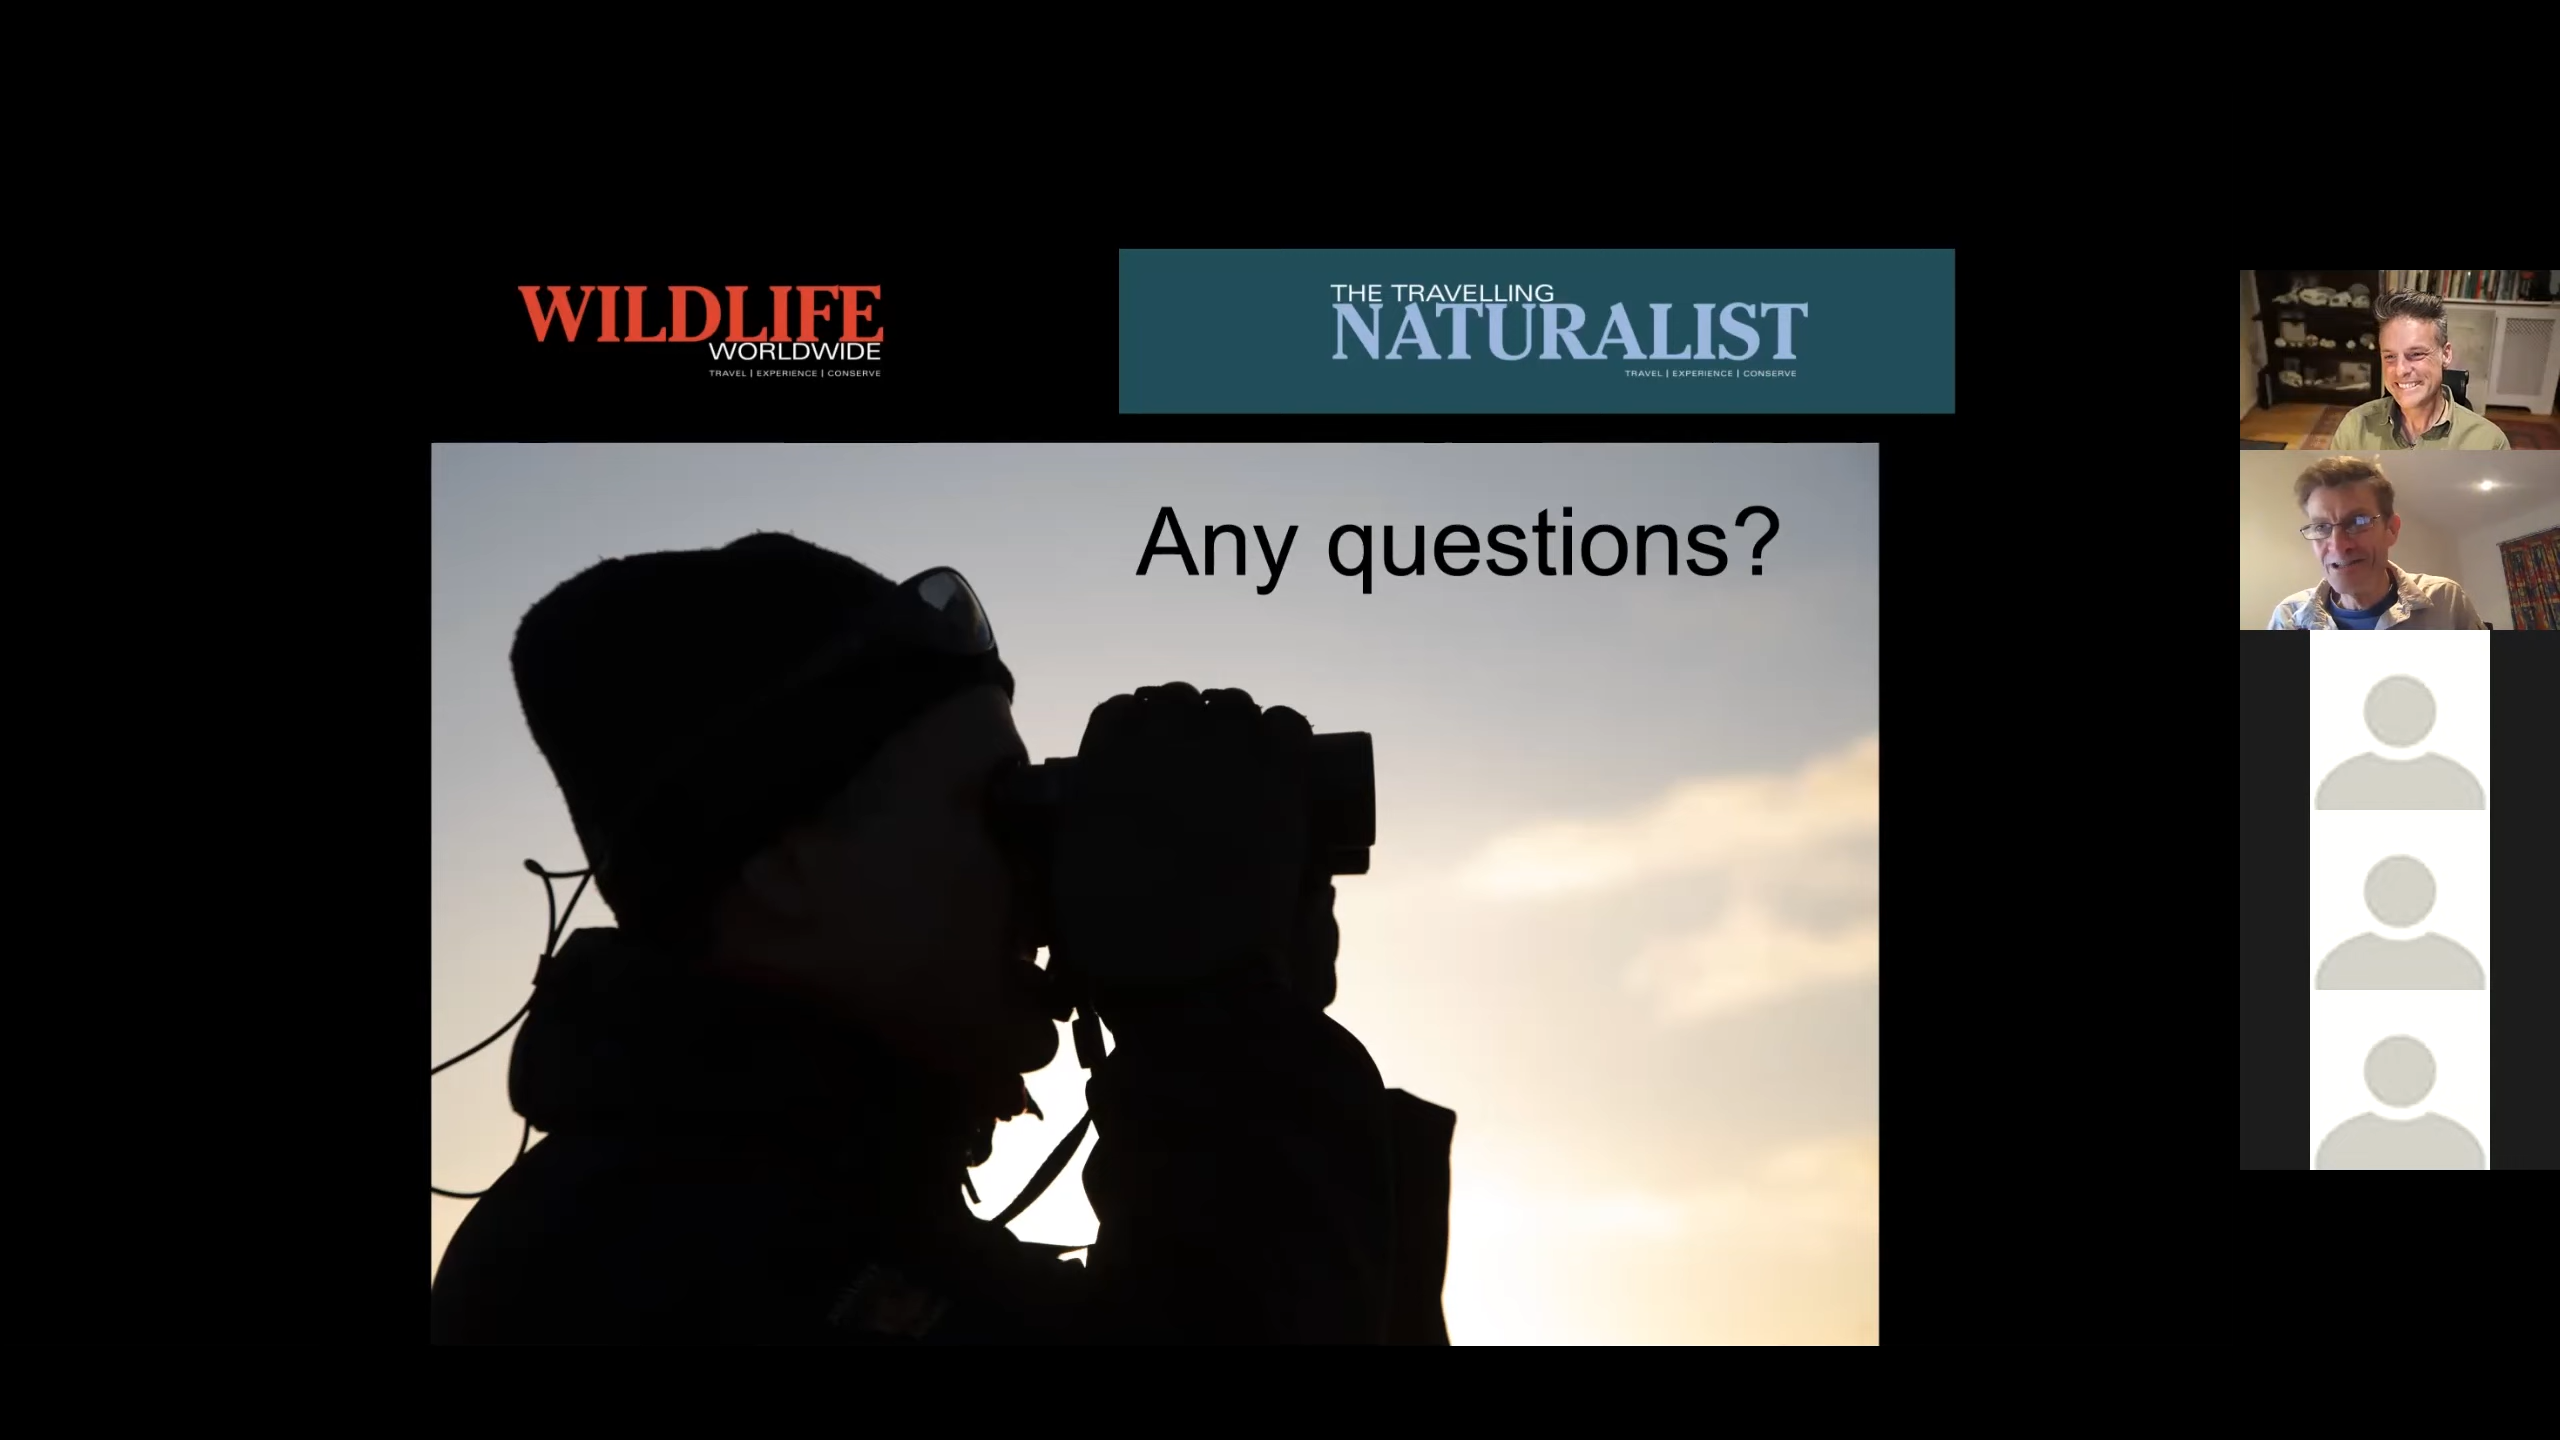 WILDLIFE
WORLDWIDE
TRAVEL | EXPERIENCE | CONSERVE
THE TRAVELLING
NATURALIST
TRAVEL | EXPERIENCE | CONSERVE
Any questions?